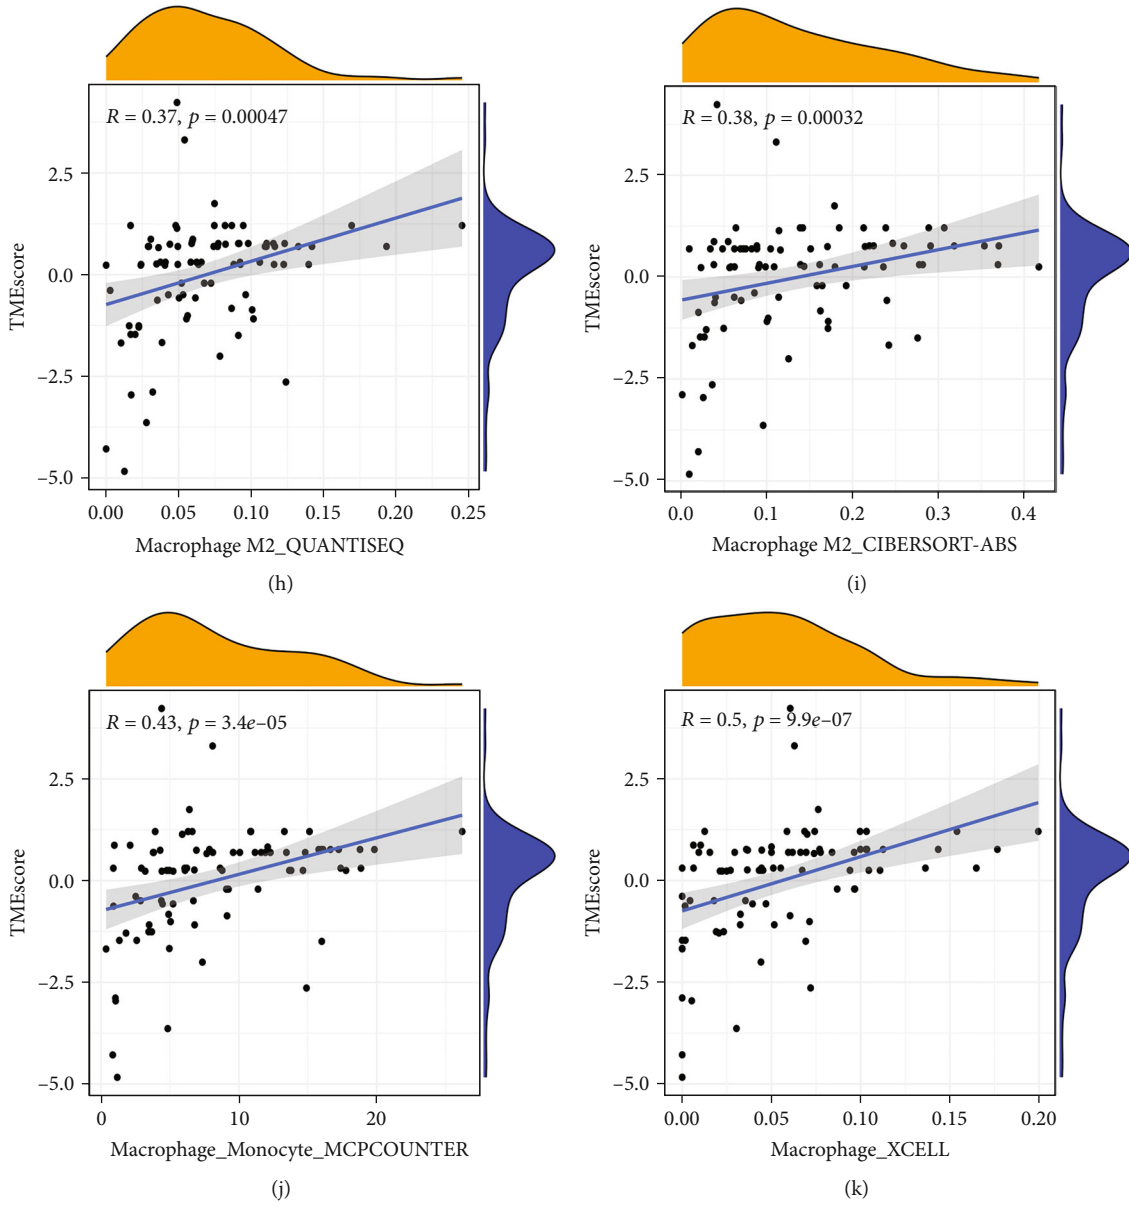 R = 0.37, p = 0.00047
2.5
0.0
−2.5
−5.0
TMEscore
0.00 0.05 0.10 0.15 0.20 0.25
Macrophage M2_QUANTISEQ
(h)
R = 0.38, p = 0.00032
2.5
0.0
−2.5
−5.0
TMEscore
0.0 0.1 0.2 0.3 0.4
Macrophage M2_CIBERSORT-ABS
(i)
R = 0.43, p = 3.4e−05
2.5
0.0
−2.5
−5.0
TMEscore
0 10 20
Macrophage_Monocyte_MCPCOUNTER
(j)
R = 0.5, p = 9.9e−07
2.5
0.0
−2.5
−5.0
TMEscore
0.00 0.05 0.10 0.15 0.20
Macrophage_XCELL
(k)